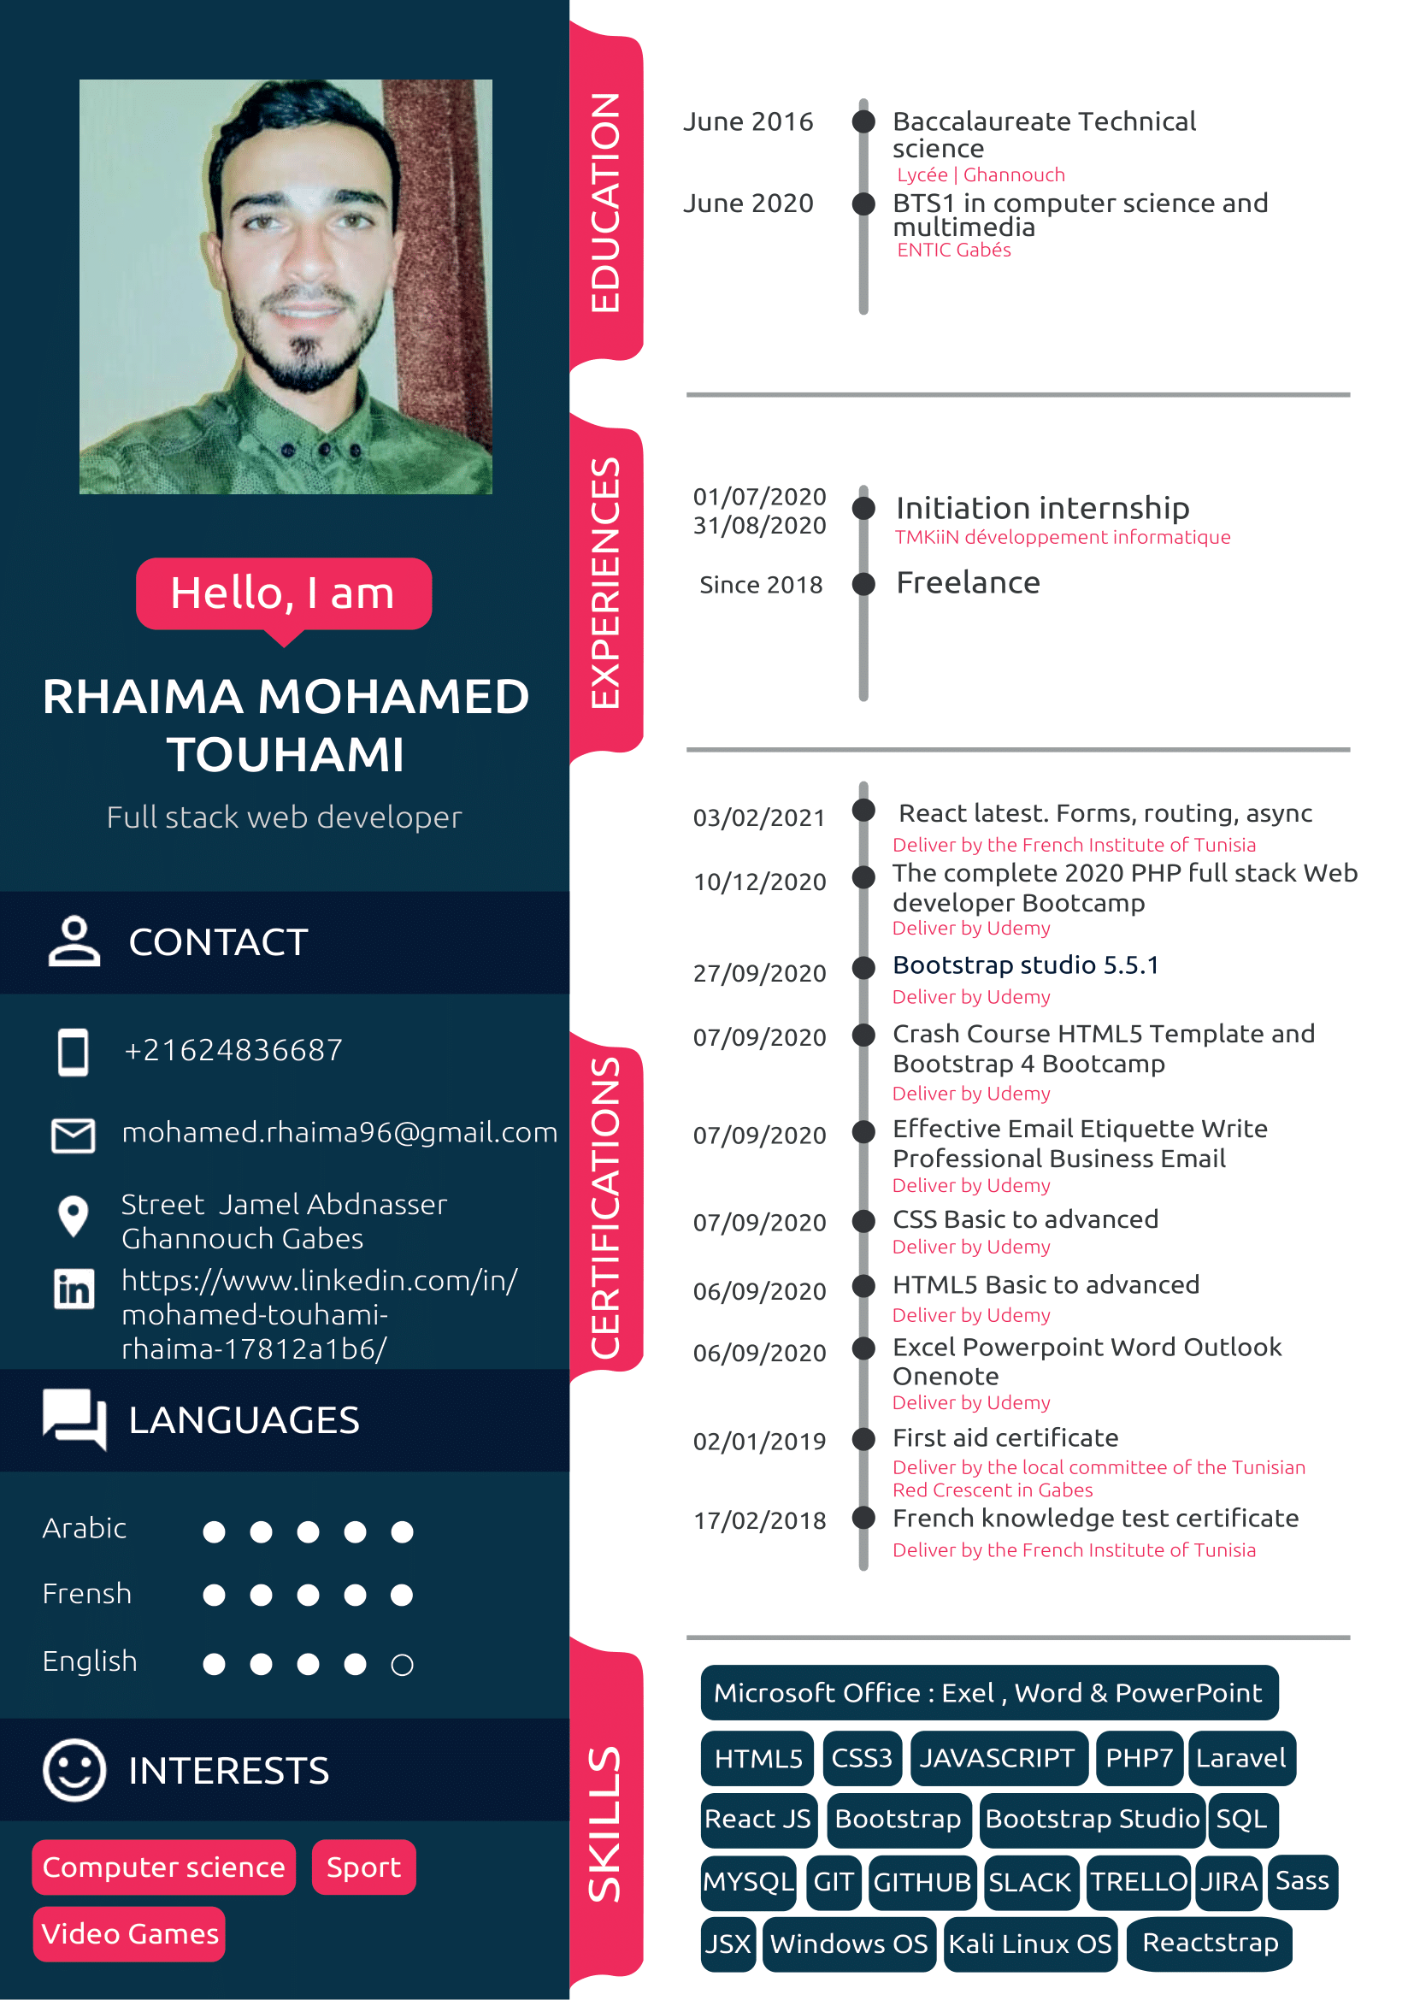 Hello, I am
RHAIMA MOHAMED
TOUHAMI
Full stack web developer
CONTACT
+21624836687
mohamed.rhaima96@gmail.com
Street  Jamel Abdnasser
Ghannouch Gabes
https://www.linkedin.com/in/
mohamed-touhami-
rhaima-17812a1b6/
LANGUAGES
Arabic
Frensh
English
INTERESTS
Computer science
Sport
Video Games
EDUCATION
June 2016
Baccalaureate Technical
science
Lycée | Ghannouch
June 2020
BTS1 in computer science and
multimedia
ENTIC Gabés
EXPERIENCES
01/07/2020
31/08/2020
Initiation internship
TMKiiN développement informatique
Since 2018
Freelance
CERTIFICATIONS
03/02/2021
React latest. Forms, routing, async
Deliver by the French Institute of Tunisia
10/12/2020
The complete 2020 PHP full stack Web
developer Bootcamp
Deliver by Udemy
27/09/2020
Bootstrap studio 5.5.1
Deliver by Udemy
07/09/2020
Crash Course HTML5 Template and
Bootstrap 4 Bootcamp
Deliver by Udemy
07/09/2020
Effective Email Etiquette Write
Professional Business Email
Deliver by Udemy
07/09/2020
CSS Basic to advanced
Deliver by Udemy
06/09/2020
HTML5 Basic to advanced
Deliver by Udemy
06/09/2020
Excel Powerpoint Word Outlook
Onenote
Deliver by Udemy
02/01/2019
First aid certificate
Deliver by the local committee of the Tunisian
Red Crescent in Gabes
17/02/2018
French knowledge test certificate
Deliver by the French Institute of Tunisia
SKILLS
Microsoft Office : Exel , Word & PowerPoint
HTML5 CSS3 JAVASCRIPT PHP7 Laravel
React JS Bootstrap Bootstrap Studio SQL
MYSQL GIT GITHUB SLACK TRELLO JIRA Sass
JSX Windows OS Kali Linux OS Reactstrap